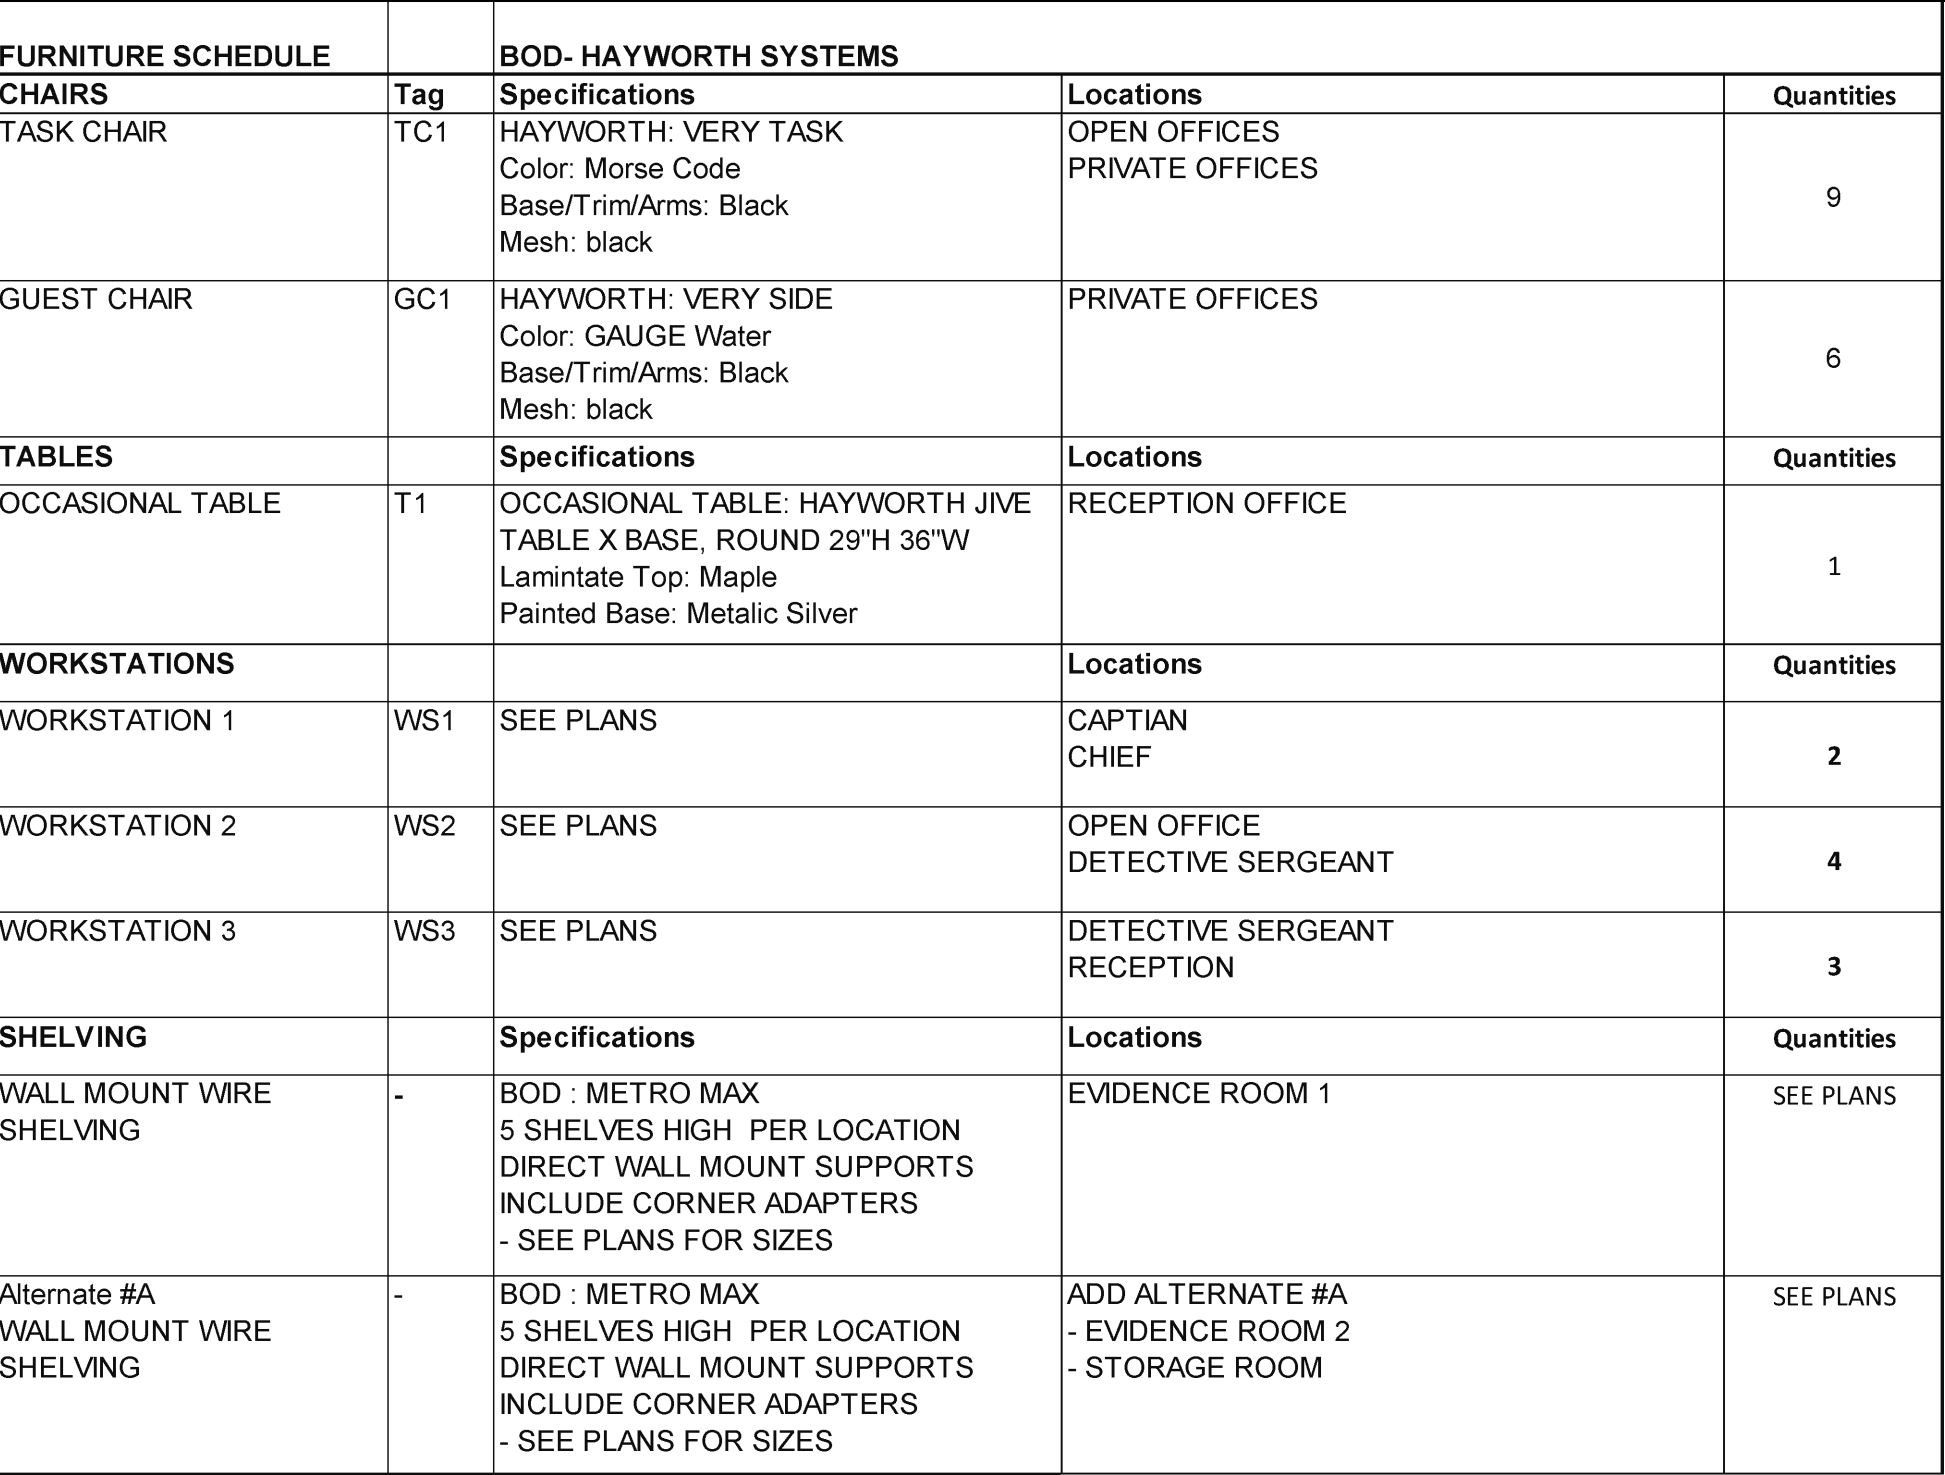 FURNITURE SCHEDULE BOD- HAYWORTH SYSTEMS
CHAIRS Tag Specifications Locations Quantities
TASK CHAIR TC1 HAYWORTH: VERY TASK OPEN OFFICES
Color: Morse Code PRIVATE OFFICES
Base/Trim/Arms: Black 9
Mesh: black
GUEST CHAIR GC1 HAYWORTH: VERY SIDE PRIVATE OFFICES
Color: GAUGE Water
Base/Trim/Arms: Black 6
Mesh: black
TABLES Specifications Locations Quantities
OCCASIONAL TABLE T1 OCCASIONAL TABLE: HAYWORTH JIVE RECEPTION OFFICE
TABLE X BASE, ROUND 29"H 36"W
Lamintate Top: Maple 1
Painted Base: Metalic Silver
WORKSTATIONS Locations Quantities
WORKSTATION 1 WS1 SEE PLANS CAPTIAN
CHIEF 2
WORKSTATION 2 WS2 SEE PLANS OPEN OFFICE
DETECTIVE SERGEANT 4
WORKSTATION 3 WS3 SEE PLANS DETECTIVE SERGEANT
RECEPTION 3
SHELVING Specifications Locations Quantities
WALL MOUNT WIRE - BOD : METRO MAX EVIDENCE ROOM 1 SEE PLANS
SHELVING 5 SHELVES HIGH  PER LOCATION
DIRECT WALL MOUNT SUPPORTS
INCLUDE CORNER ADAPTERS
- SEE PLANS FOR SIZES
Alternate #A - BOD : METRO MAX ADD ALTERNATE #A SEE PLANS
WALL MOUNT WIRE 5 SHELVES HIGH  PER LOCATION - EVIDENCE ROOM 2
SHELVING DIRECT WALL MOUNT SUPPORTS - STORAGE ROOM
INCLUDE CORNER ADAPTERS
- SEE PLANS FOR SIZES